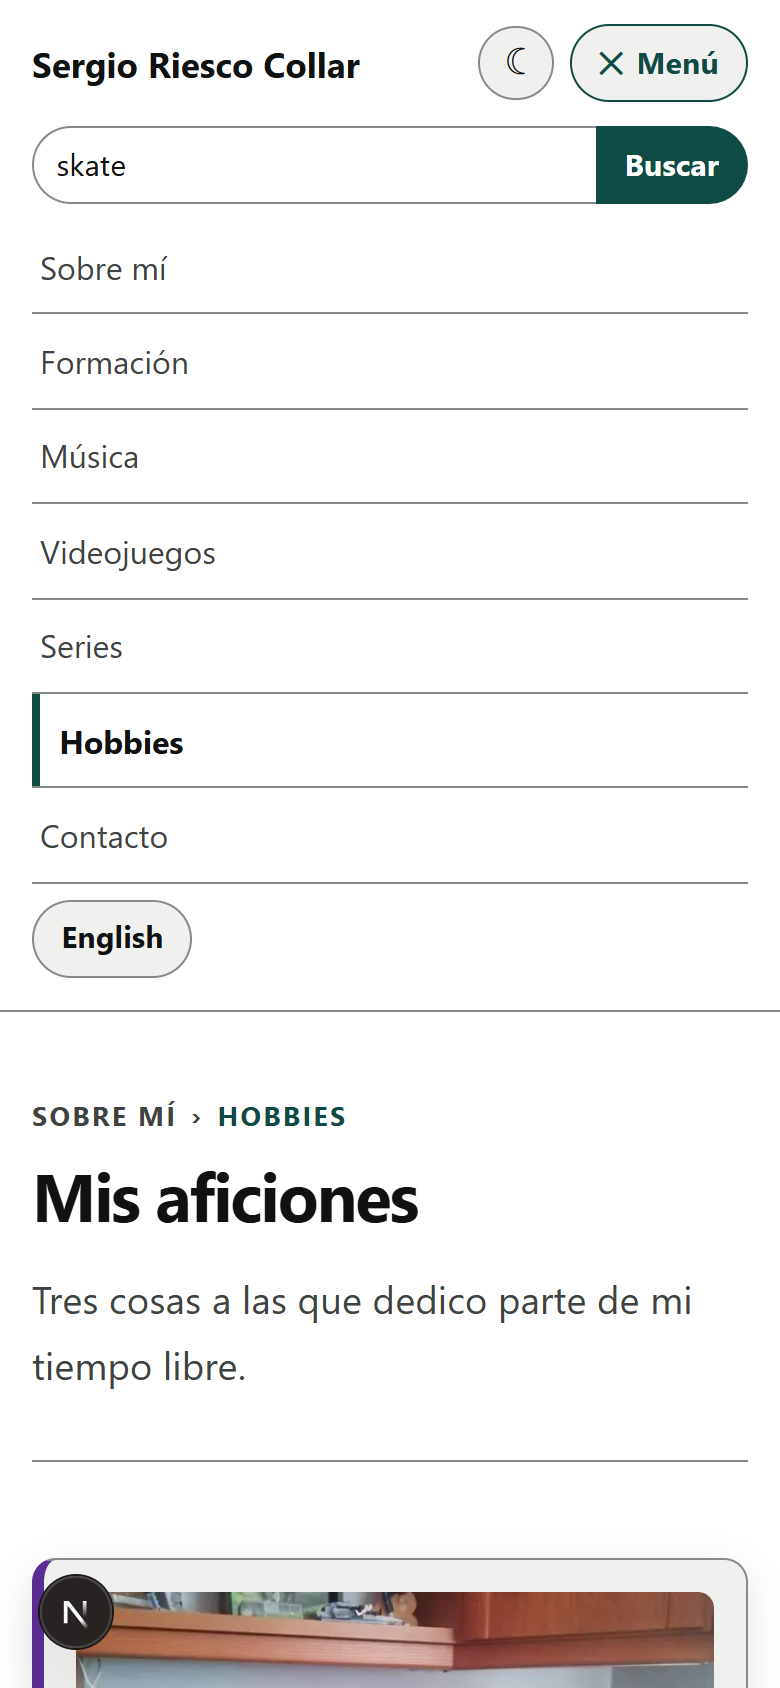 Sergio Riesco Collar
Menú
skate
Buscar
Sobre mí
Formación
Música
Videojuegos
Series
Hobbies
Contacto
English
SOBRE MÍ › HOBBIES
Mis aficiones
Tres cosas a las que dedico parte de mi
tiempo libre.
N